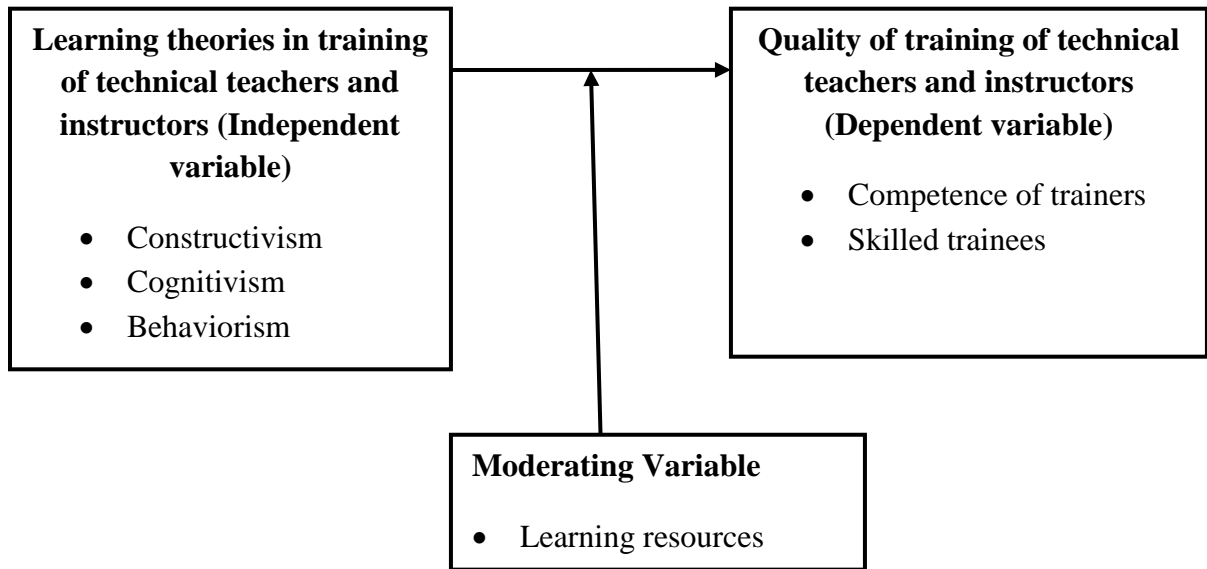 Learning theories in training
of technical teachers and
instructors (Independent
variable)
• Constructivism
• Cognitivism
• Behaviorism
Quality of training of technical
teachers and instructors
(Dependent variable)
• Competence of trainers
• Skilled trainees
Moderating Variable
• Learning resources